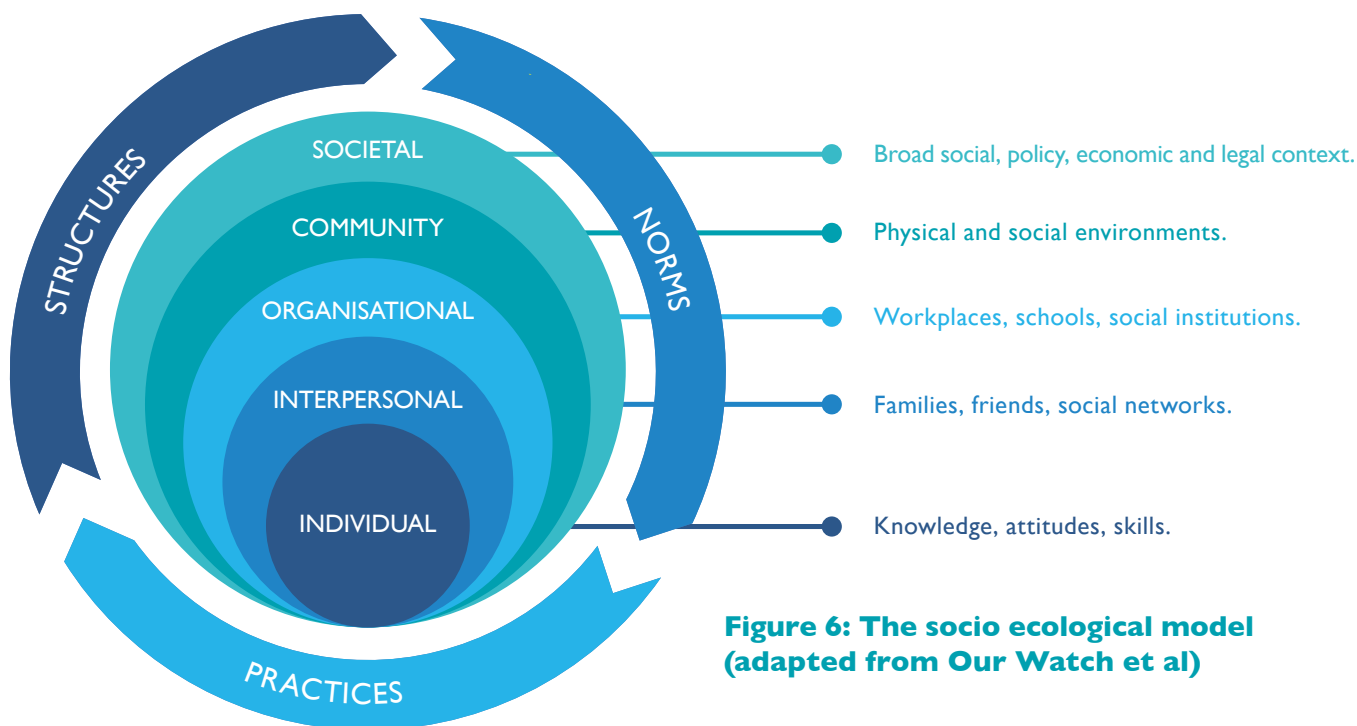 STRUCTURES
NORMS
PRACTICES
SOCIETAL
Broad social, policy, economic and legal context.
COMMUNITY
Physical and social environments.
ORGANISATIONAL
Workplaces, schools, social institutions.
INTERPERSONAL
Families, friends, social networks.
INDIVIDUAL
Knowledge, attitudes, skills.
Figure 6: The socio ecological model
(adapted from Our Watch et al)